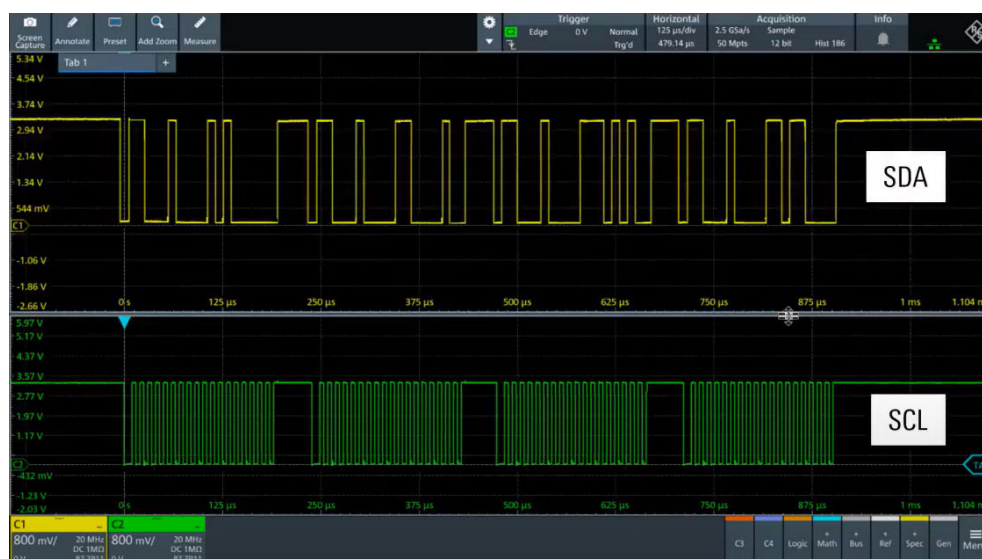 Screen Capture
Annotate
Preset
Add Zoom
Measure
Trigger
Edge 0 V Normal
Trg'd
Horizontal
125 µs/div
479.14 µs
Acquisition
2.5 GSa/s Sample
50 Mpts 12 bit Hist 186
Info
Tab 1 +
5.34 V
4.54 V
3.74 V
2.94 V
2.14 V
1.34 V
544 mV
C1
-1.06 V
-1.86 V
-2.66 V
SDA
0 s 125 µs 250 µs 375 µs 500 µs 625 µs 750 µs 875 µs 1 ms 1.104 m
5.97 V
5.17 V
4.37 V
3.57 V
2.77 V
1.97 V
1.17 V
C2
-432 mV
-1.23 V
-2.03 V
SCL
TA
0 s 125 µs 250 µs 375 µs 500 µs 625 µs 750 µs 875 µs 1 ms 1.104 m
C1
800 mV/ 20 MHz
DC 1MΩ
0 V
C2
800 mV/ 20 MHz
DC 1MΩ
0 V
C3 C4 Logic Math Bus Ref Spec Gen Men